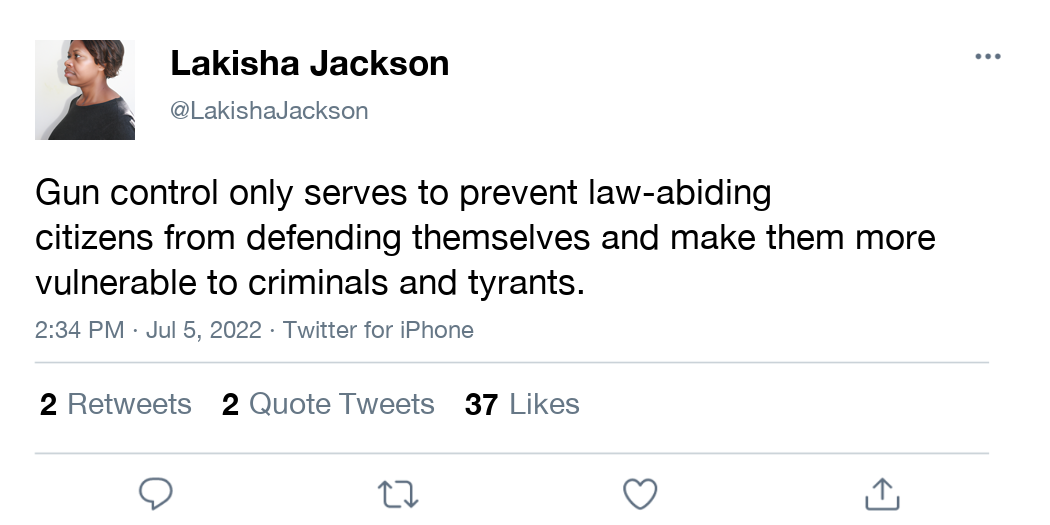 Lakisha Jackson
@LakishaJackson
Gun control only serves to prevent law-abiding
citizens from defending themselves and make them more
vulnerable to criminals and tyrants.
2:34 PM · Jul 5, 2022 · Twitter for iPhone
2 Retweets 2 Quote Tweets 37 Likes